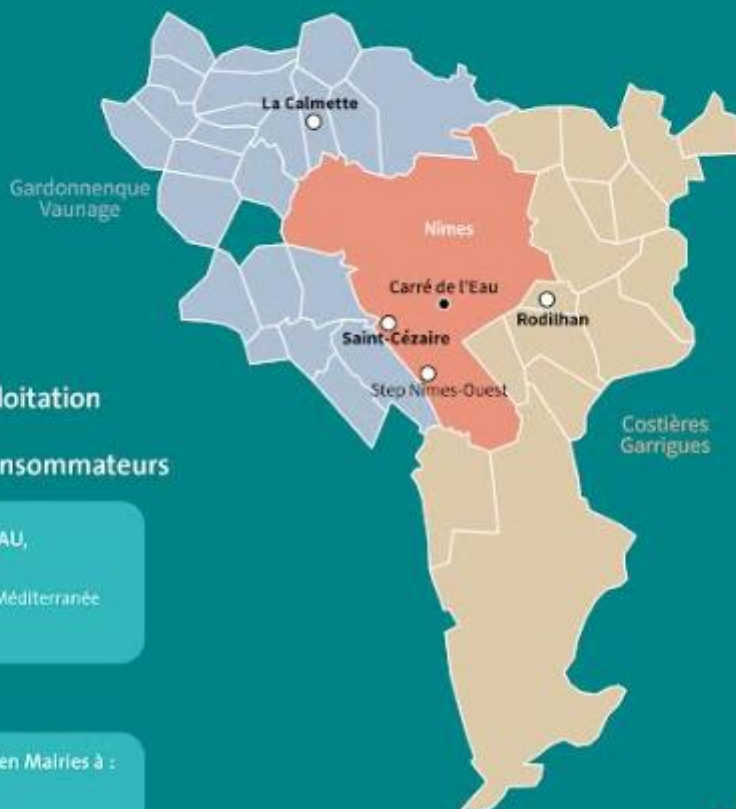 La Calmette
Gardonnenque
Vaunage
Nîmes
Carré de l'Eau
Rodilhan
Saint-Cézaire
Step Nîmes-Ouest
loitation
Costières
Garrigues
nsommateurs
AU,
Méditerranée
en Mairies à :